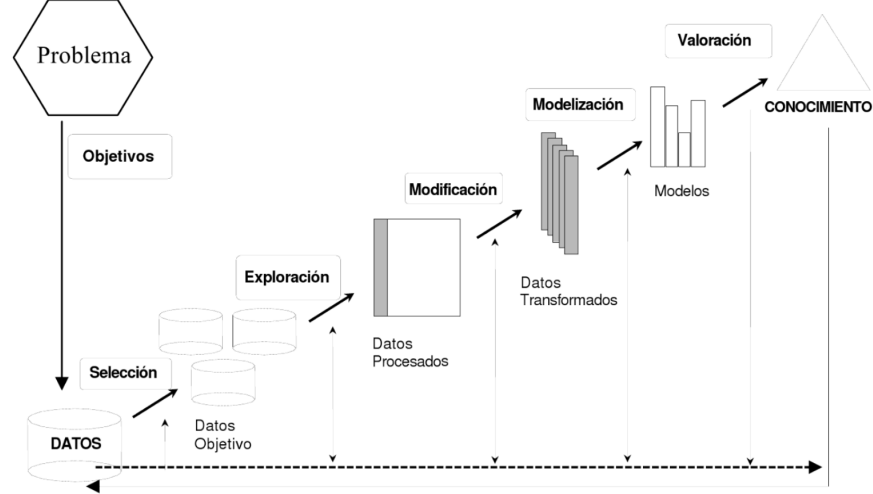 Problema
Objetivos
DATOS
Selección
Datos
Objetivo
Exploración
Datos
Procesados
Modificación
Datos
Transformados
Modelización
Modelos
Valoración
CONOCIMIENTO